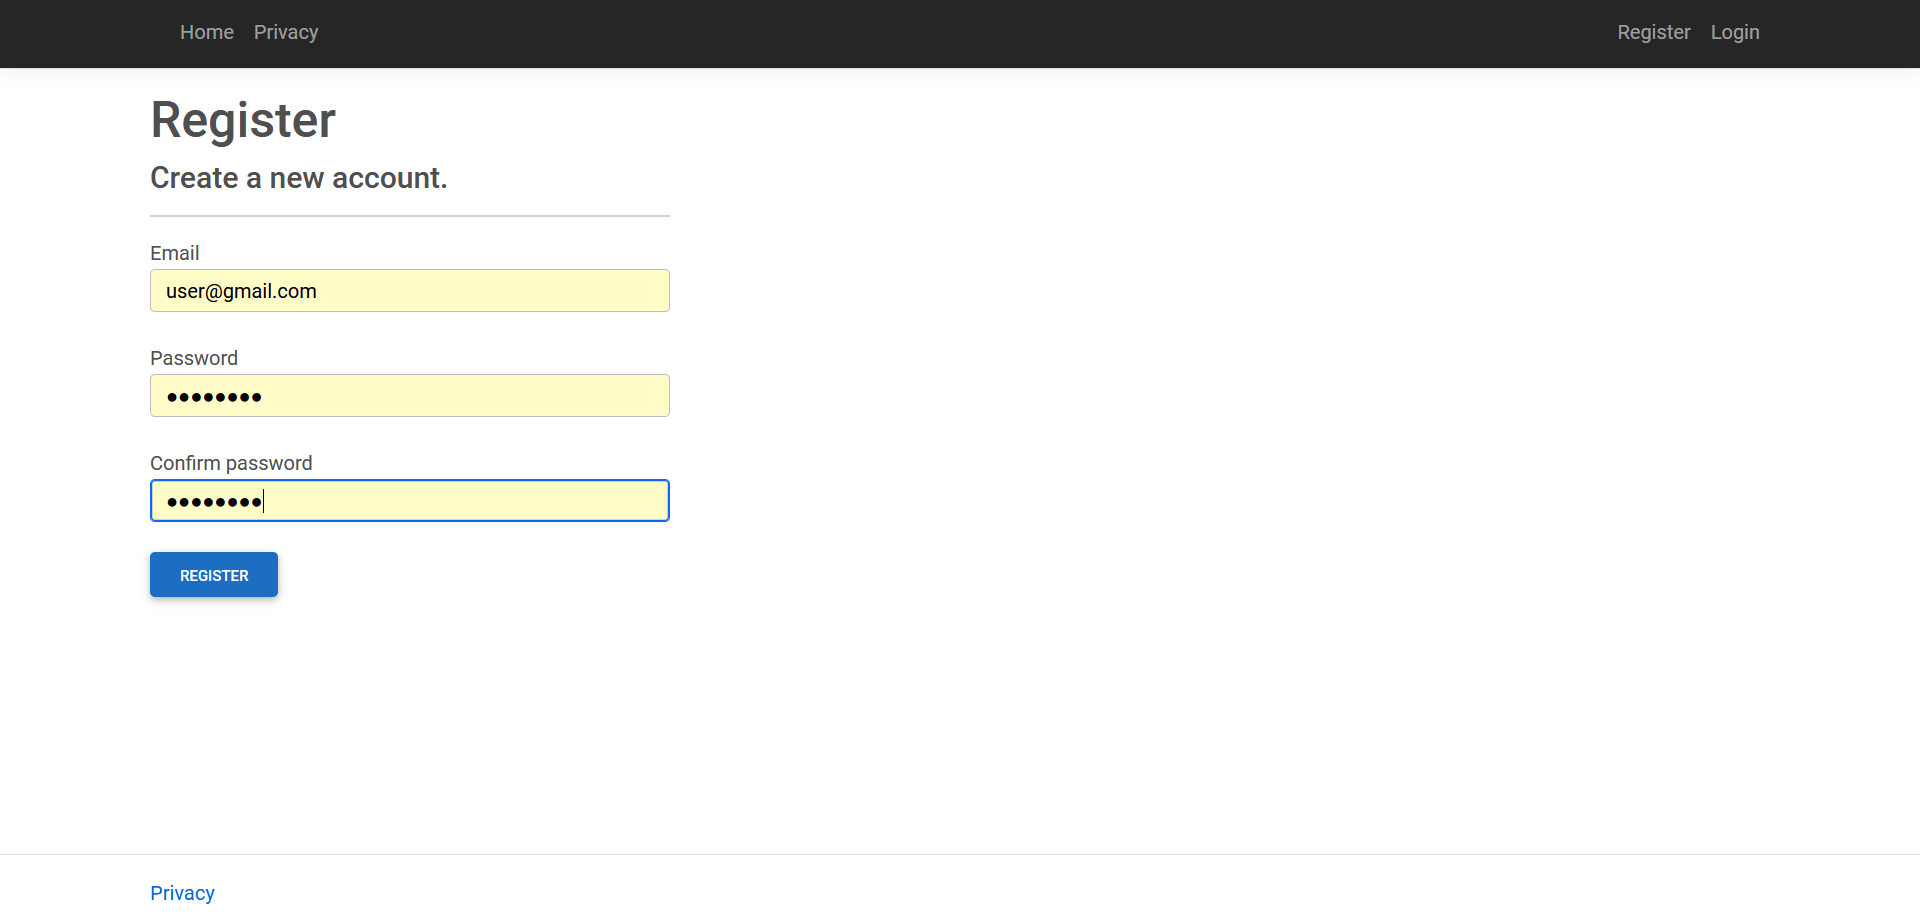 Home Privacy Register Login
Register
Create a new account.
Email
user@gmail.com
Password
●●●●●●●●
Confirm password
●●●●●●●●
REGISTER
Privacy